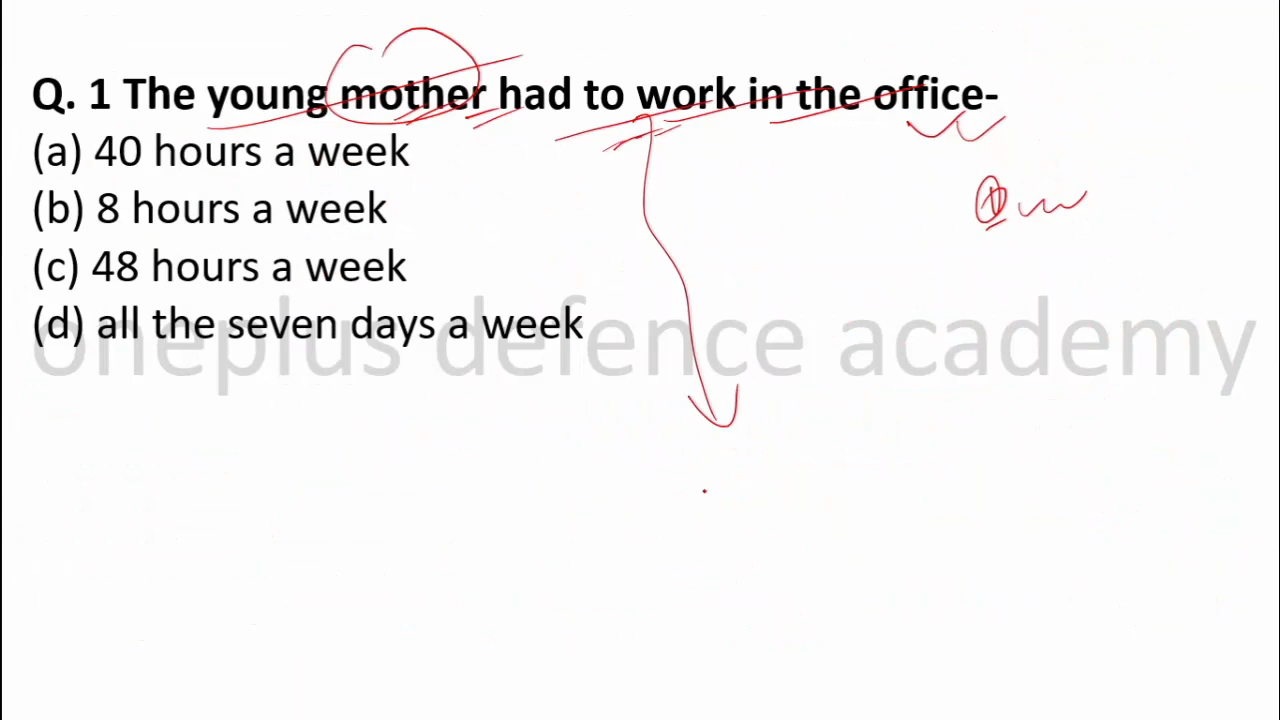 Q. 1 The young mother had to work in the office-
(a) 40 hours a week
(b) 8 hours a week
(c) 48 hours a week
(d) all the seven days a week
oneplus defence academy